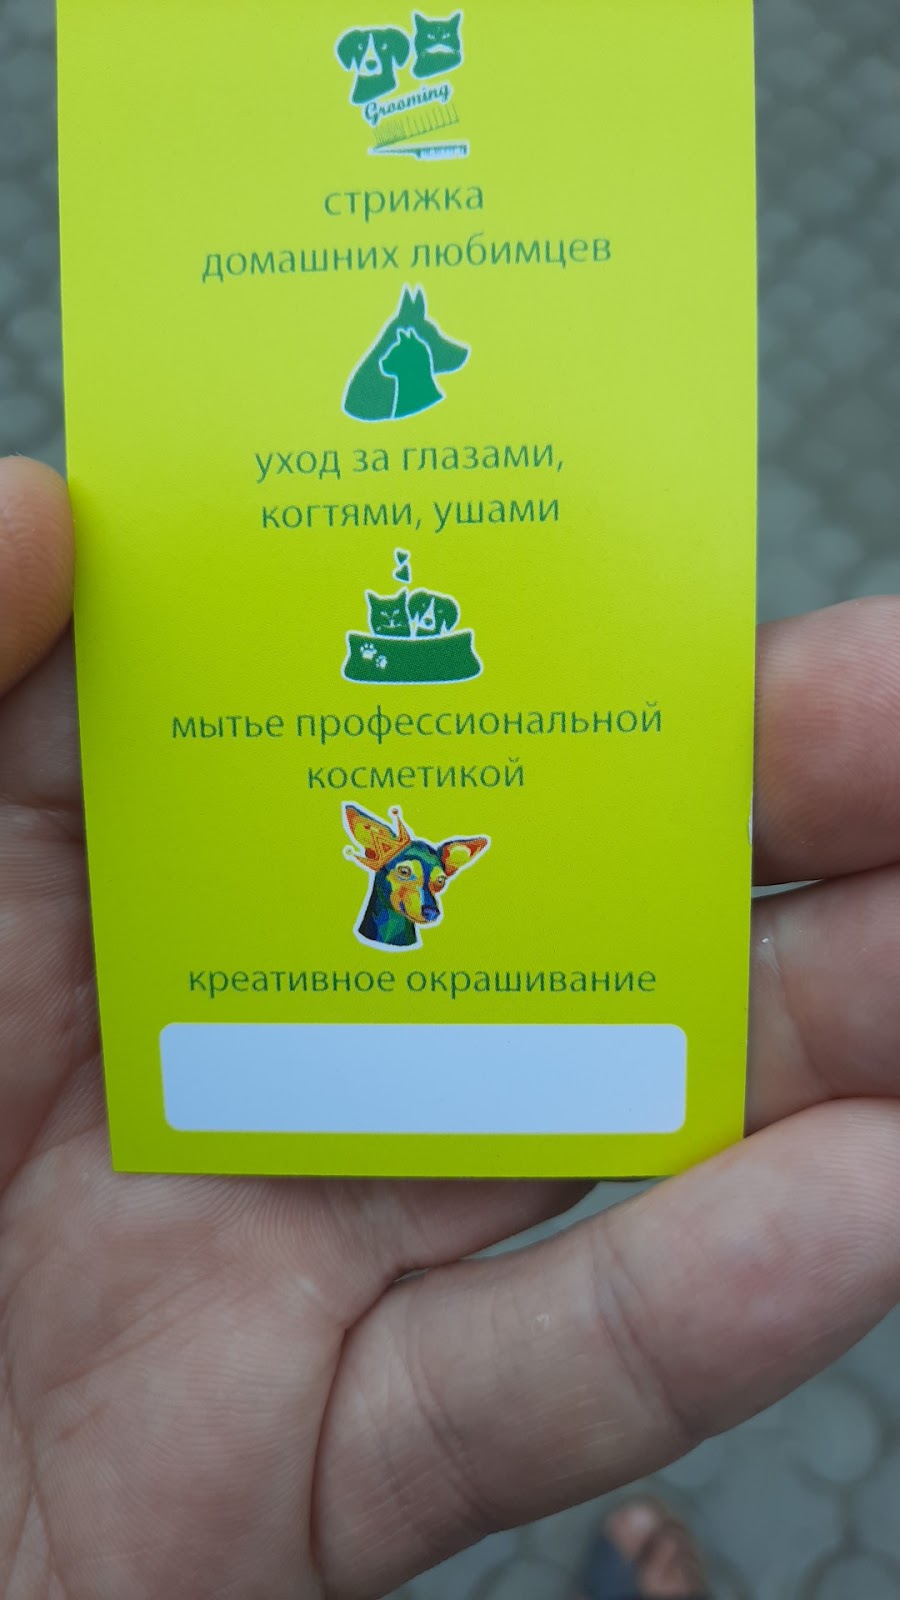 Grooming
стрижка
домашних любимцев
уход за глазами,
когтями, ушами
мытье профессиональной
косметикой
креативное окрашивание